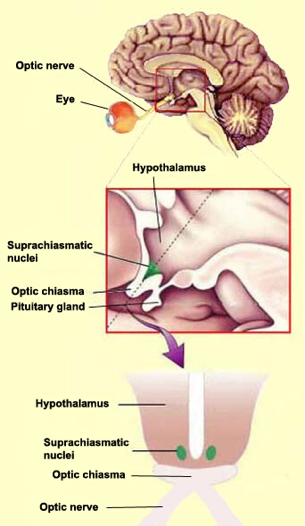 Optic nerve
Eye
Hypothalamus
Suprachiasmatic
nuclei
Optic chiasma
Pituitary gland
Hypothalamus
Suprachiasmatic
nuclei
Optic chiasma
Optic nerve